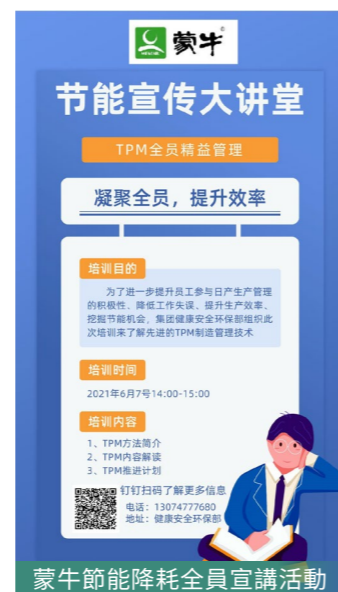 蒙牛
节能宣传大讲堂
TPM全员精益管理
凝聚全员，提升效率
培训目的
为了进一步提升员工参与日产生产管理
的积极性、降低工作失误、提升生产效率、
挖掘节能机会，集团健康安全环保部组织此
次培训来了解先进的TPM制造管理技术
培训时间
2021年6月7号14:00-15:00
培训内容
1、TPM方法简介
2、TPM内容解读
3、TPM推进计划
钉钉扫码了解更多信息
电话：13074777680
地址：健康安全环保部
蒙牛節能降耗全員宣講活動